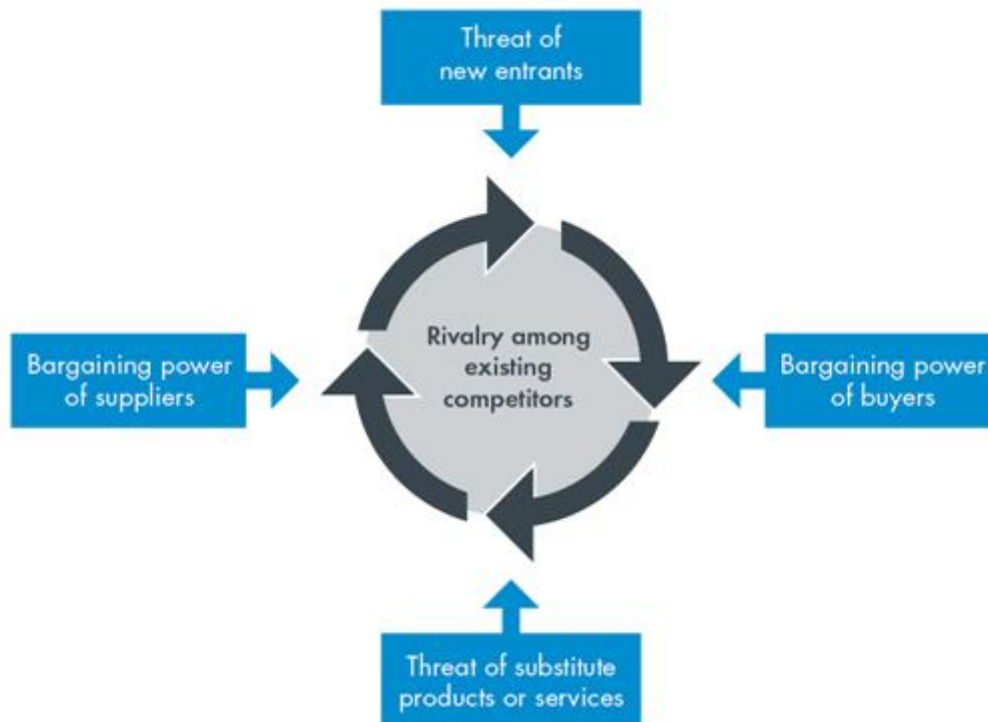 Threat of
new entrants
Bargaining power
of suppliers
Rivalry among
existing
competitors
Bargaining power
of buyers
Threat of substitute
products or services